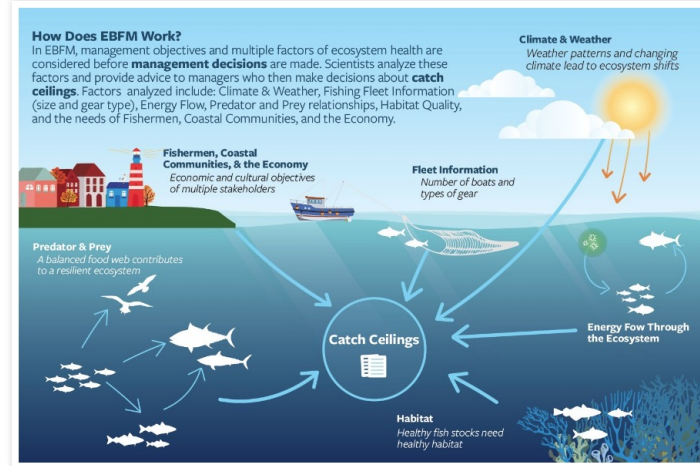 How Does EBFM Work?
In EBFM, management objectives and multiple factors of ecosystem health are
considered before management decisions are made. Scientists analyze these
factors and provide advice to managers who then make decisions about catch
ceilings. Factors analyzed include: Climate & Weather, Fishing Fleet Information
(size and gear type), Energy Flow, Predator and Prey relationships, Habitat Quality,
and the needs of Fishermen, Coastal Communities, and the Economy.
Climate & Weather
Weather patterns and changing
climate lead to ecosystem shifts
Fishermen, Coastal
Communities, & the Economy
Economic and cultural objectives
of multiple stakeholders
Fleet Information
Number of boats and
types of gear
Predator & Prey
A balanced food web contributes
to a resilient ecosystem
Catch Ceilings
Energy Fow Through
the Ecosystem
Habitat
Healthy fish stocks need
healthy habitat